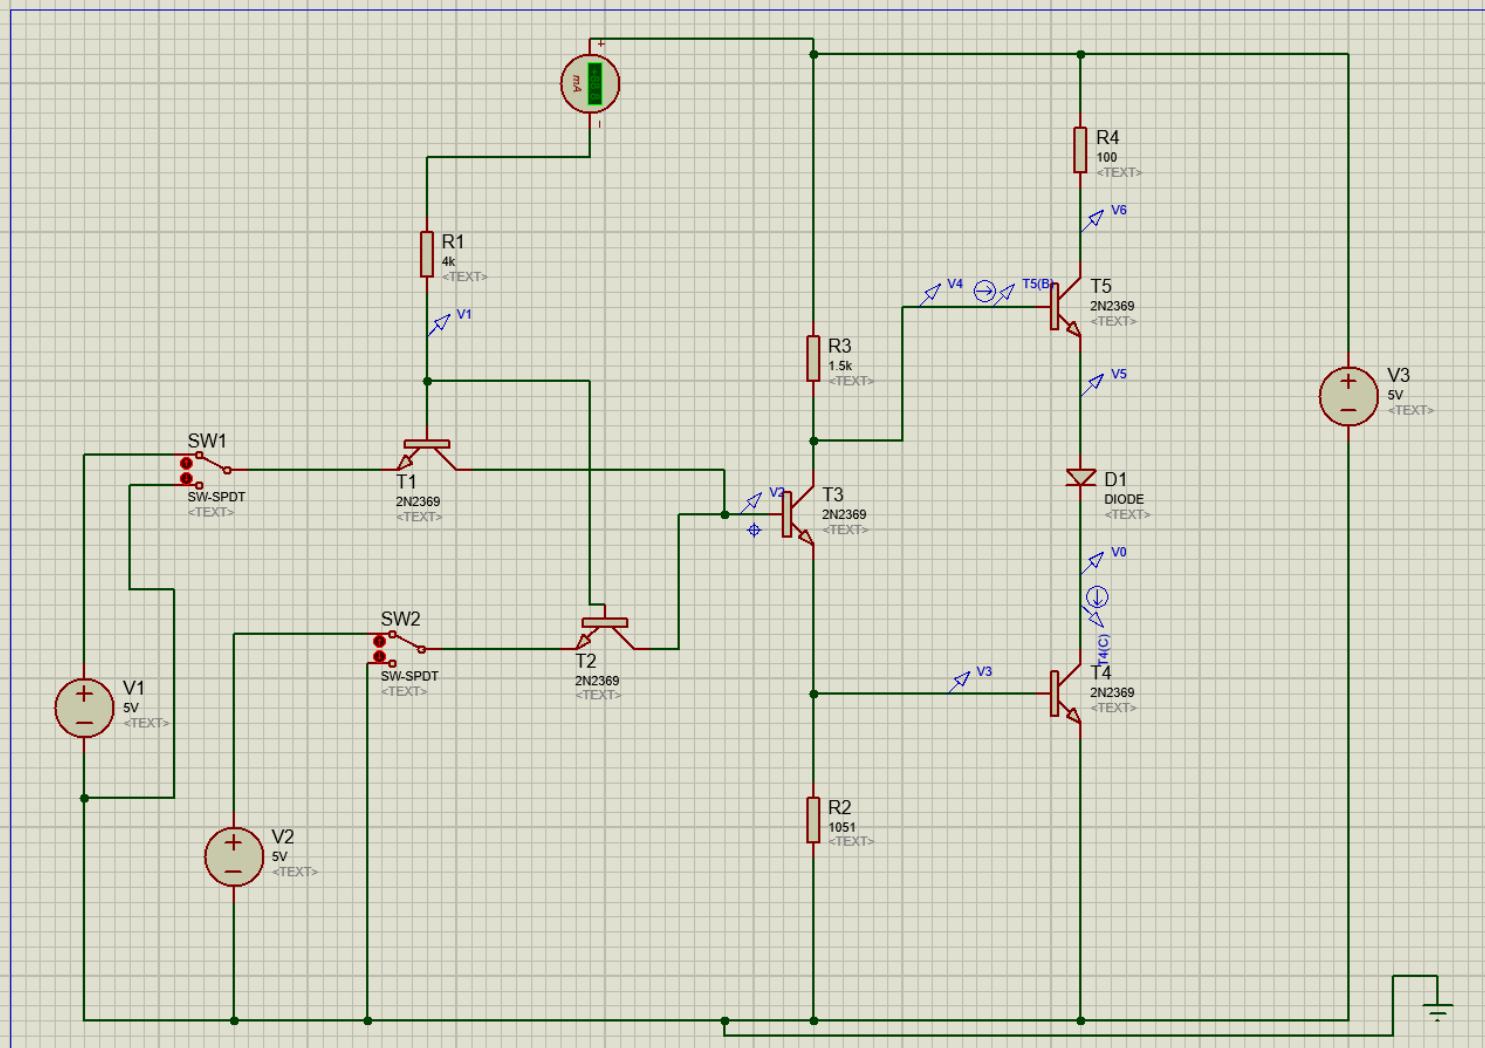 +
mA
−
R4
100
<TEXT>
V6
R1
4k
<TEXT>
V1
V4
T5(B)
T5
2N2369
<TEXT>
R3
1.5k
<TEXT>
V5
V3
5V
<TEXT>
SW1
SW-SPDT
<TEXT>
T1
2N2369
<TEXT>
V2
T3
2N2369
<TEXT>
D1
DIODE
<TEXT>
V0
SW2
SW-SPDT
<TEXT>
T2
2N2369
<TEXT>
T4(C)
V3
T4
2N2369
<TEXT>
V1
5V
<TEXT>
R2
1051
<TEXT>
V2
5V
<TEXT>